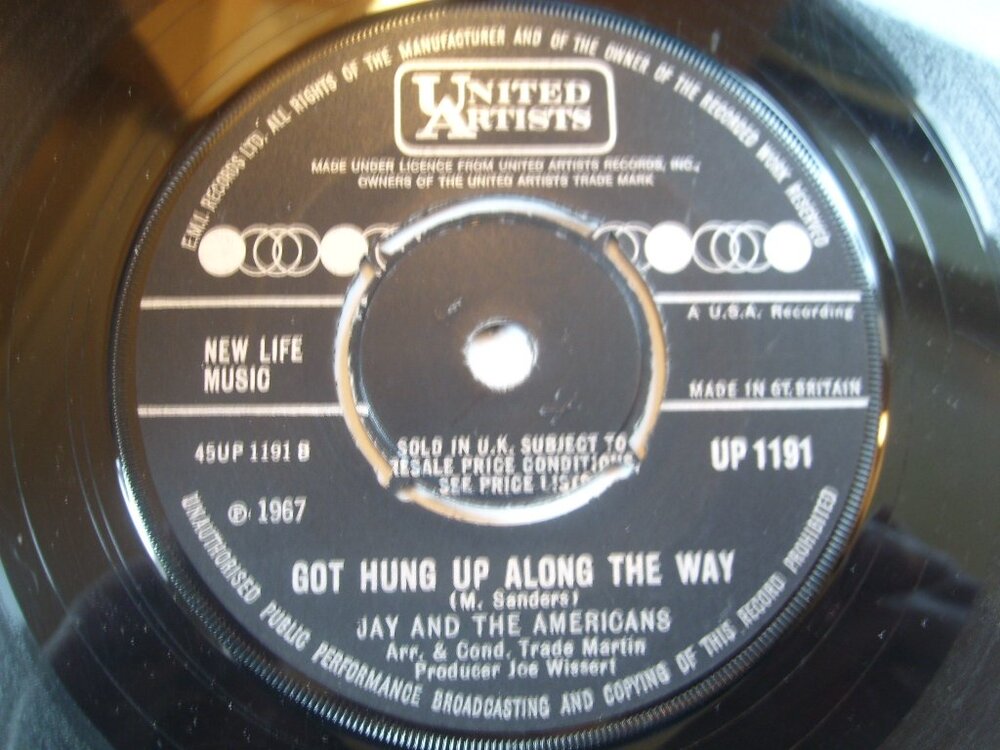 E.M.I. RECORDS LTD. ALL RIGHTS OF THE MANUFACTURER AND OF THE OWNER OF THE RECORDED WORK RESERVED
UNITED
ARTISTS
MADE UNDER LICENCE FROM UNITED ARTISTS RECORDS, INC.,
OWNERS OF THE UNITED ARTISTS TRADE MARK
A U.S.A. Recording
NEW LIFE
MUSIC
MADE IN GT. BRITAIN
SOLD IN U.K. SUBJECT TO
RESALE PRICE CONDITIONS,
SEE PRICE LISTS
45UP 1191 B
UP 1191
℗ 1967
GOT HUNG UP ALONG THE WAY
(M. Sanders)
JAY AND THE AMERICANS
Arr. & Cond. Trade Martin
Producer Joe Wissert
UNAUTHORISED PUBLIC PERFORMANCE BROADCASTING AND COPYING OF THIS RECORD PROHIBITED